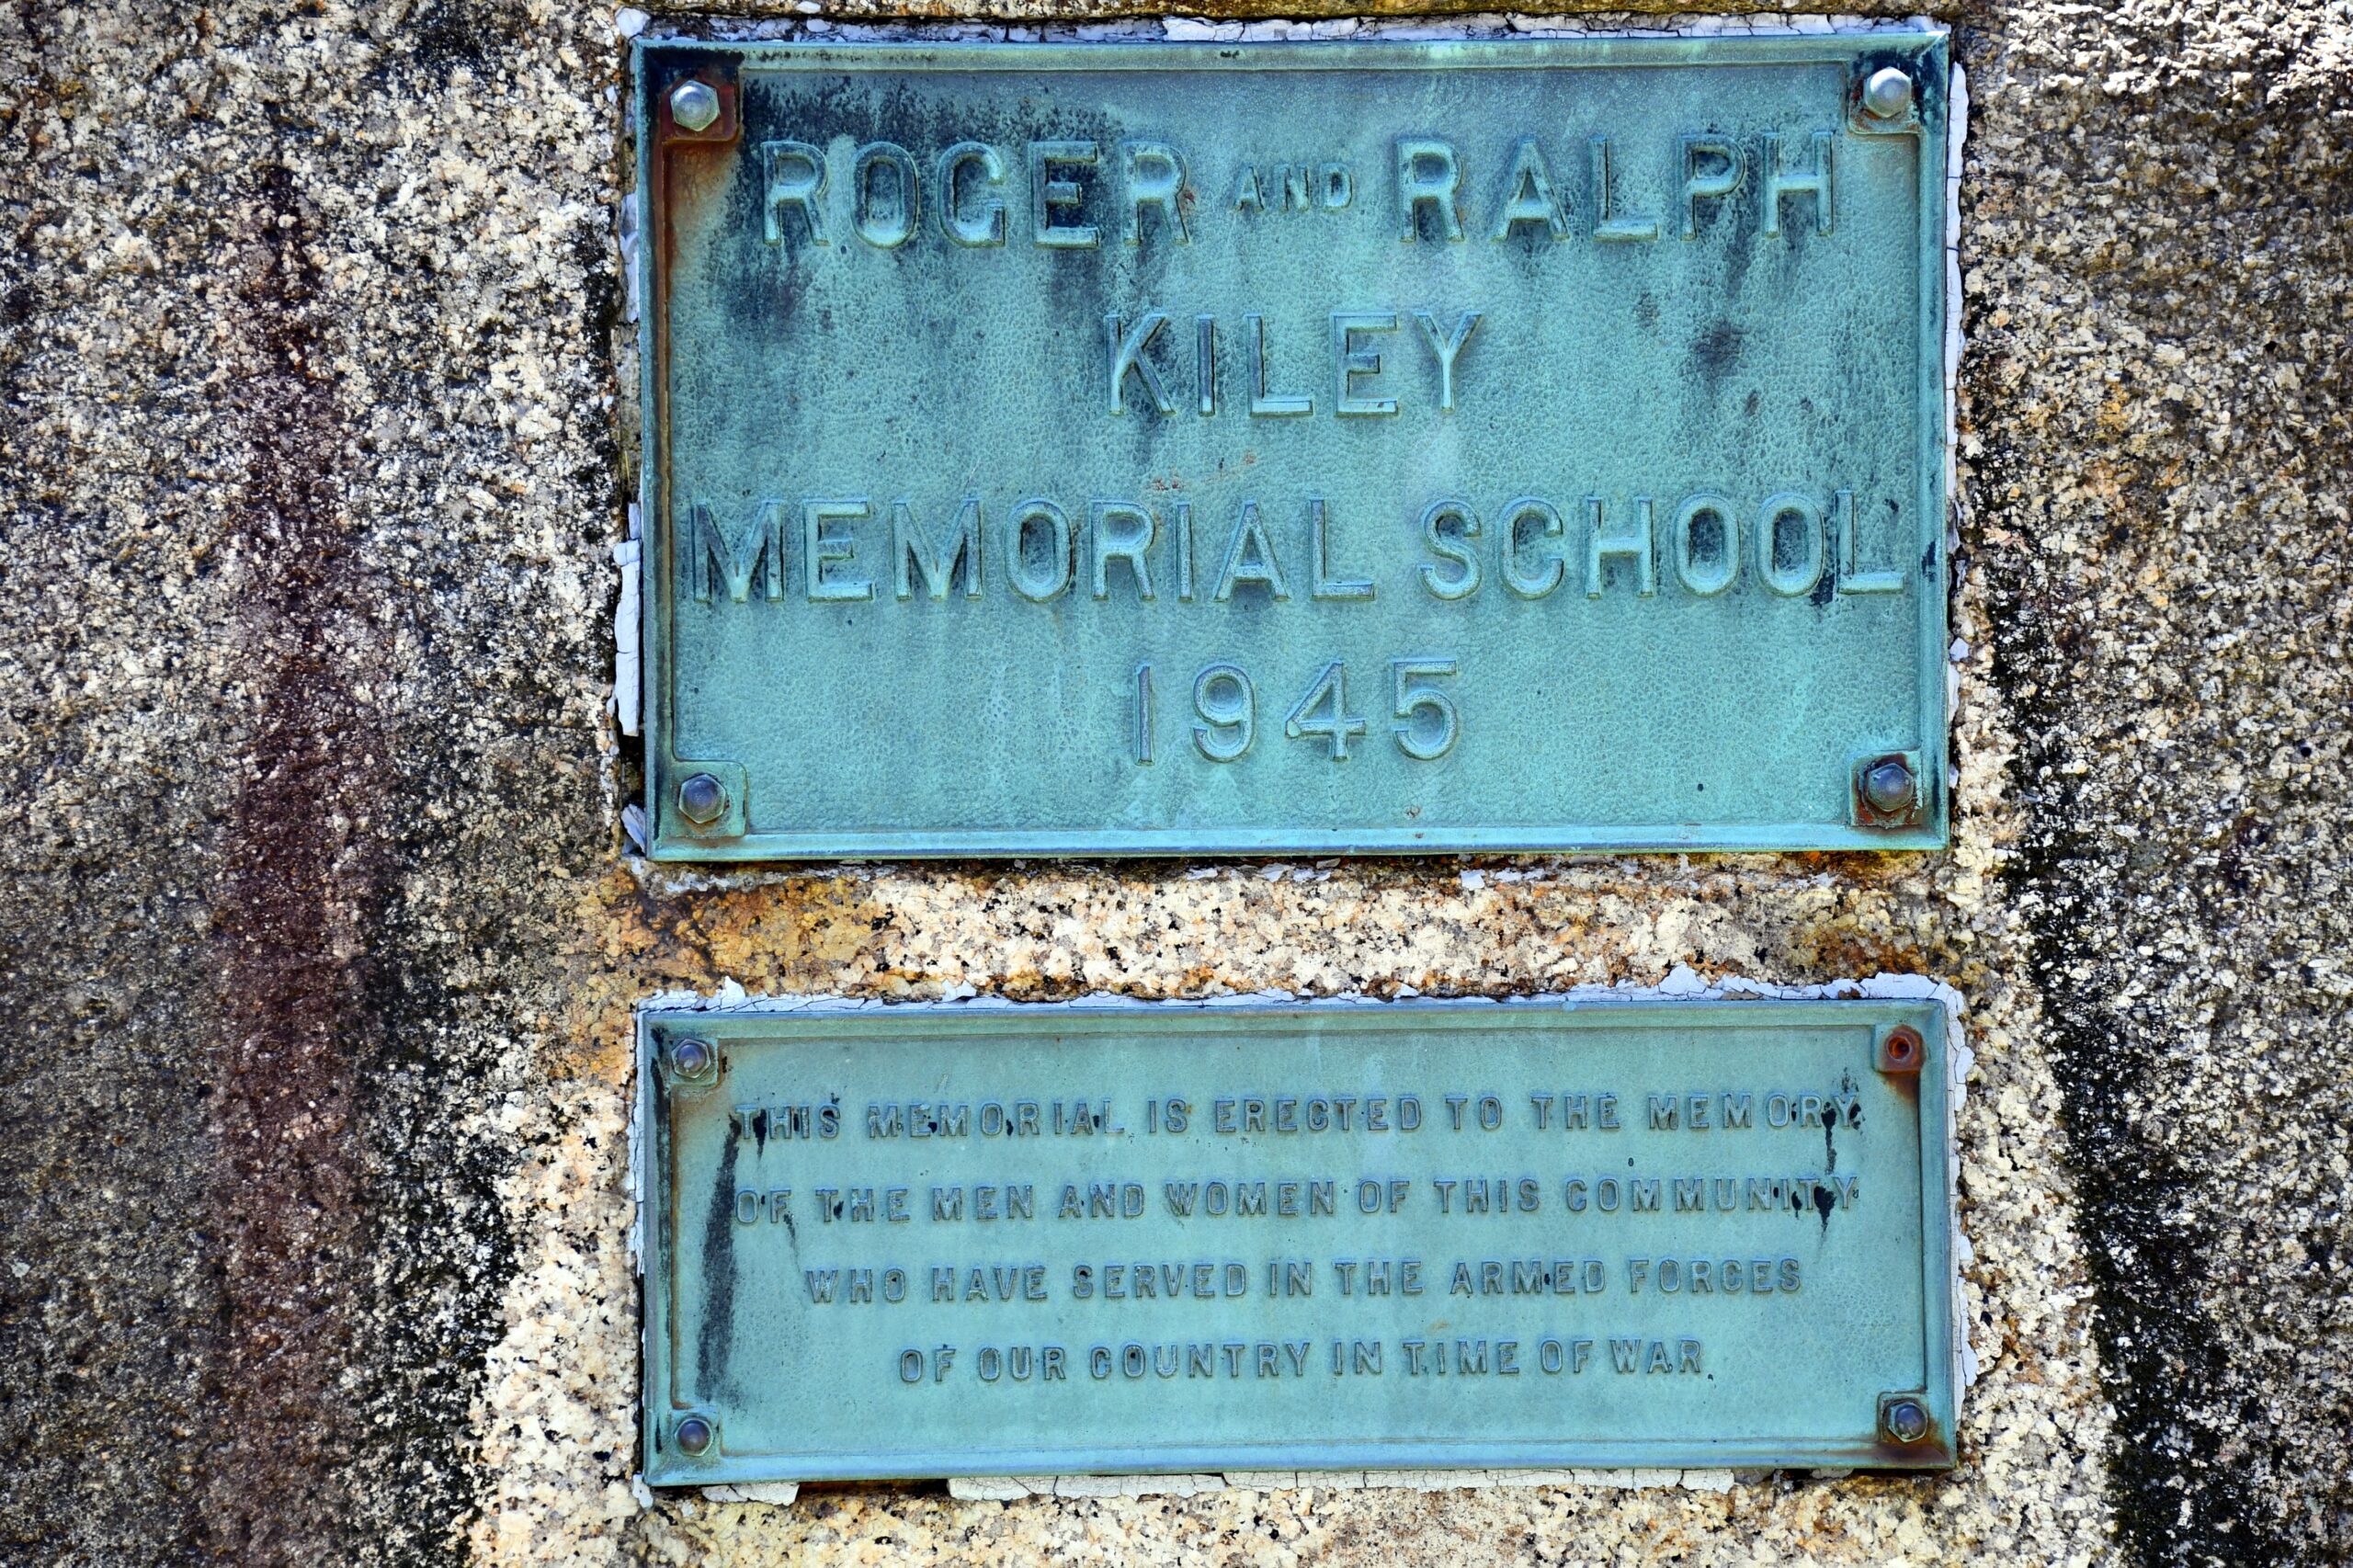 ROGER AND RALPH
KILEY
MEMORIAL SCHOOL
1945
THIS MEMORIAL IS ERECTED TO THE MEMORY
OF THE MEN AND WOMEN OF THIS COMMUNITY
WHO HAVE SERVED IN THE ARMED FORCES
OF OUR COUNTRY IN TIME OF WAR